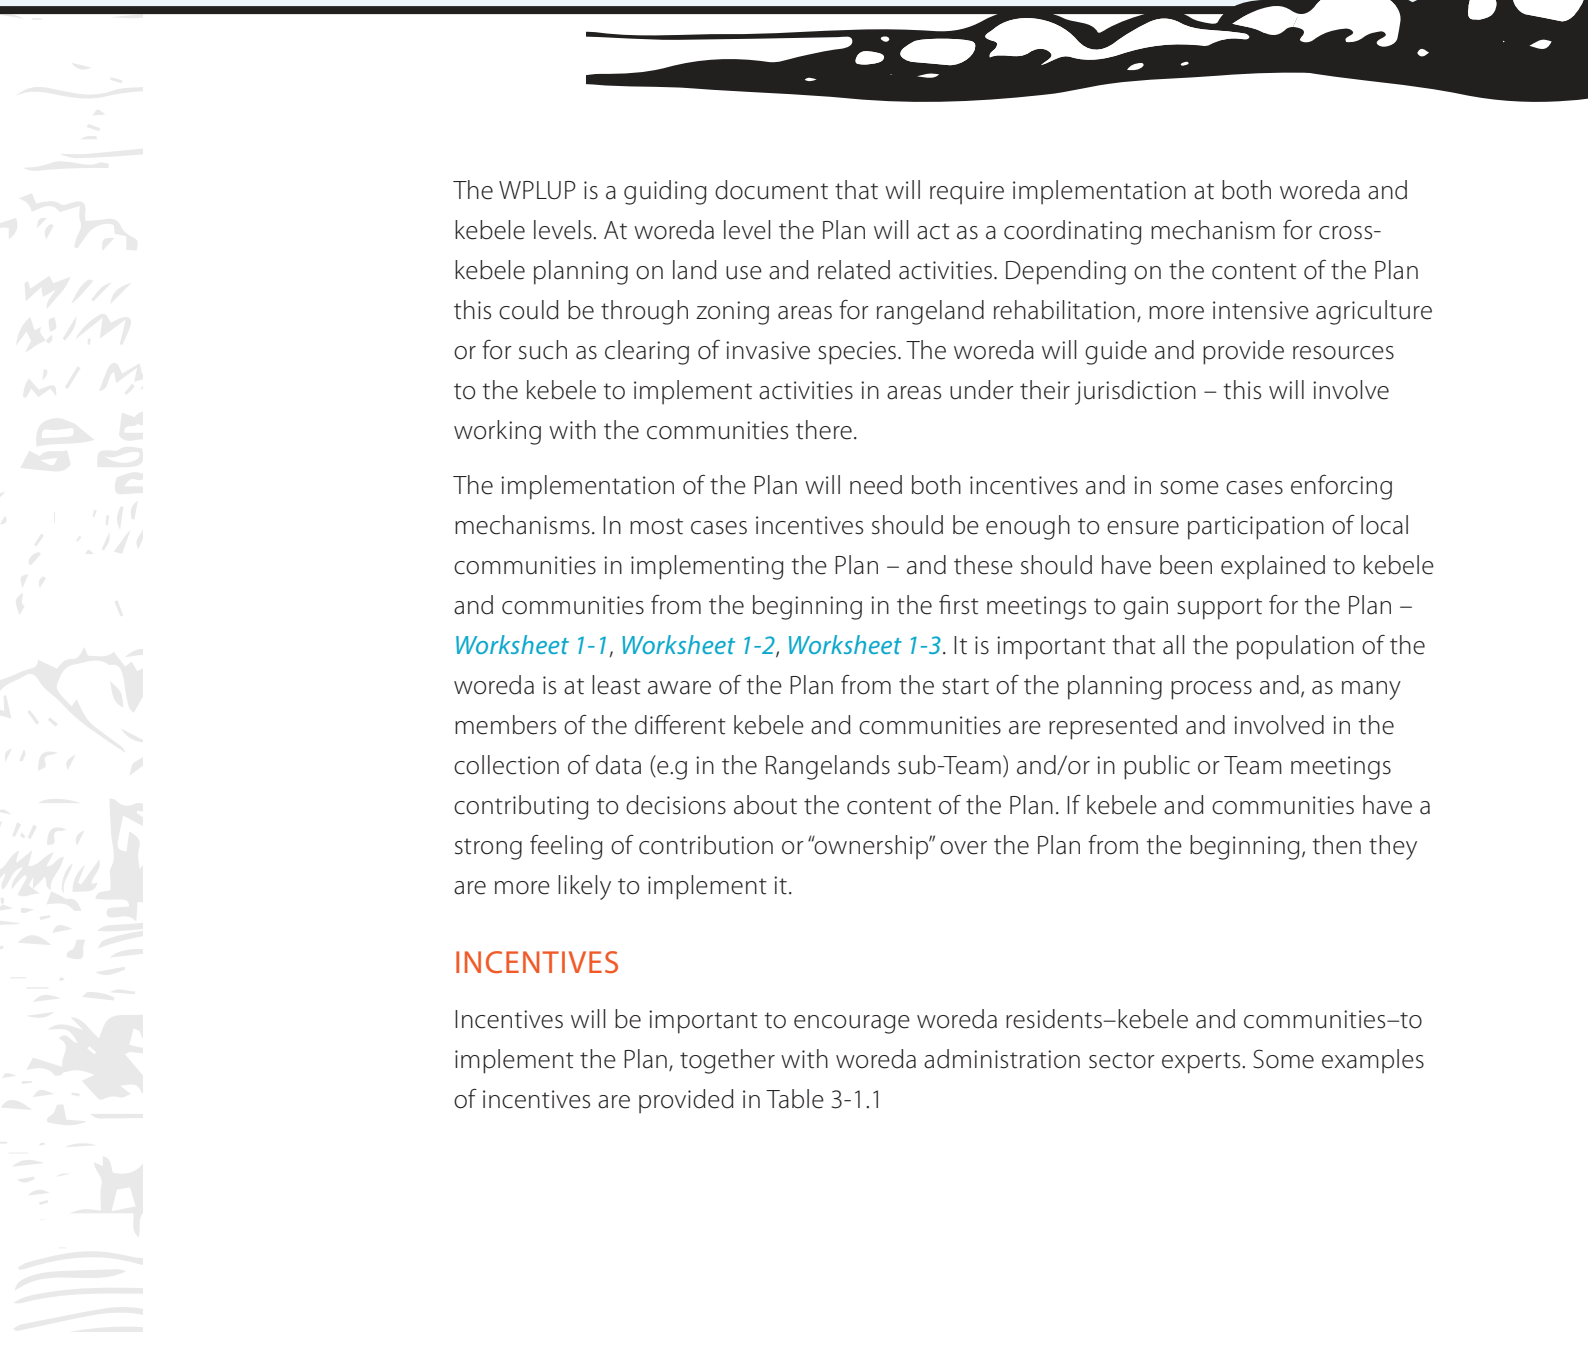 The WPLUP is a guiding document that will require implementation at both woreda and
kebele levels. At woreda level the Plan will act as a coordinating mechanism for cross-
kebele planning on land use and related activities. Depending on the content of the Plan
this could be through zoning areas for rangeland rehabilitation, more intensive agriculture
or for such as clearing of invasive species. The woreda will guide and provide resources
to the kebele to implement activities in areas under their jurisdiction – this will involve
working with the communities there.
The implementation of the Plan will need both incentives and in some cases enforcing
mechanisms. In most cases incentives should be enough to ensure participation of local
communities in implementing the Plan – and these should have been explained to kebele
and communities from the beginning in the first meetings to gain support for the Plan –
Worksheet 1-1, Worksheet 1-2, Worksheet 1-3. It is important that all the population of the
woreda is at least aware of the Plan from the start of the planning process and, as many
members of the different kebele and communities are represented and involved in the
collection of data (e.g in the Rangelands sub-Team) and/or in public or Team meetings
contributing to decisions about the content of the Plan. If kebele and communities have a
strong feeling of contribution or “ownership” over the Plan from the beginning, then they
are more likely to implement it.
INCENTIVES
Incentives will be important to encourage woreda residents–kebele and communities–to
implement the Plan, together with woreda administration sector experts. Some examples
of incentives are provided in Table 3-1.1